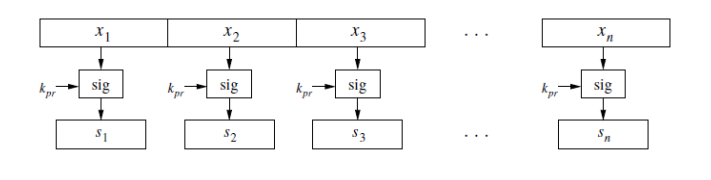 x₁ x₂ x₃ . . . xₙ
kₚᵣ sig kₚᵣ sig kₚᵣ sig kₚᵣ sig
s₁ s₂ s₃ . . . sₙ